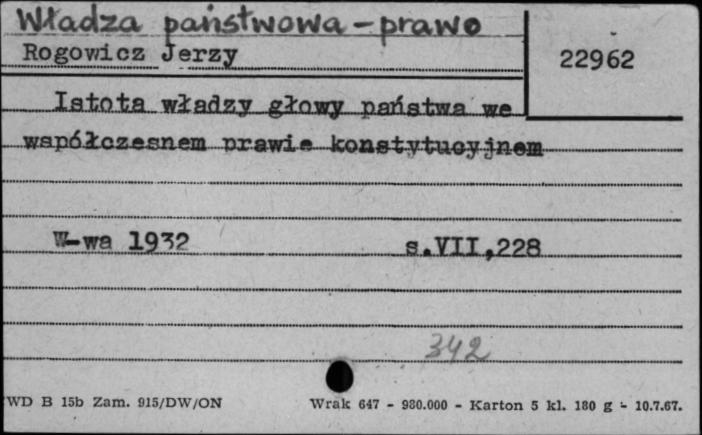 Władza państwowa - prawo
Rogowicz Jerzy
22962
Istota władzy głowy państwa we
współczesnem prawie konstytucyjnem
W-wa 1932 s.VII,228
342
WD B 15b Zam. 915/DW/ON Wrak 647 - 980.000 - Karton 5 kl. 180 g - 10.7.67.